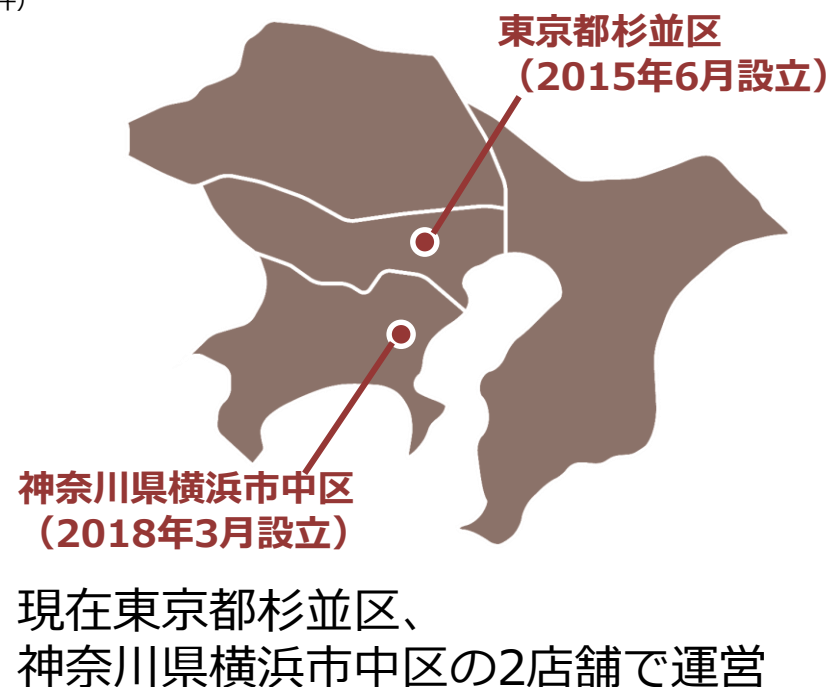 東京都杉並区
（2015年6月設立）
神奈川県横浜市中区
（2018年3月設立）
現在東京都杉並区、
神奈川県横浜市中区の2店舗で運営